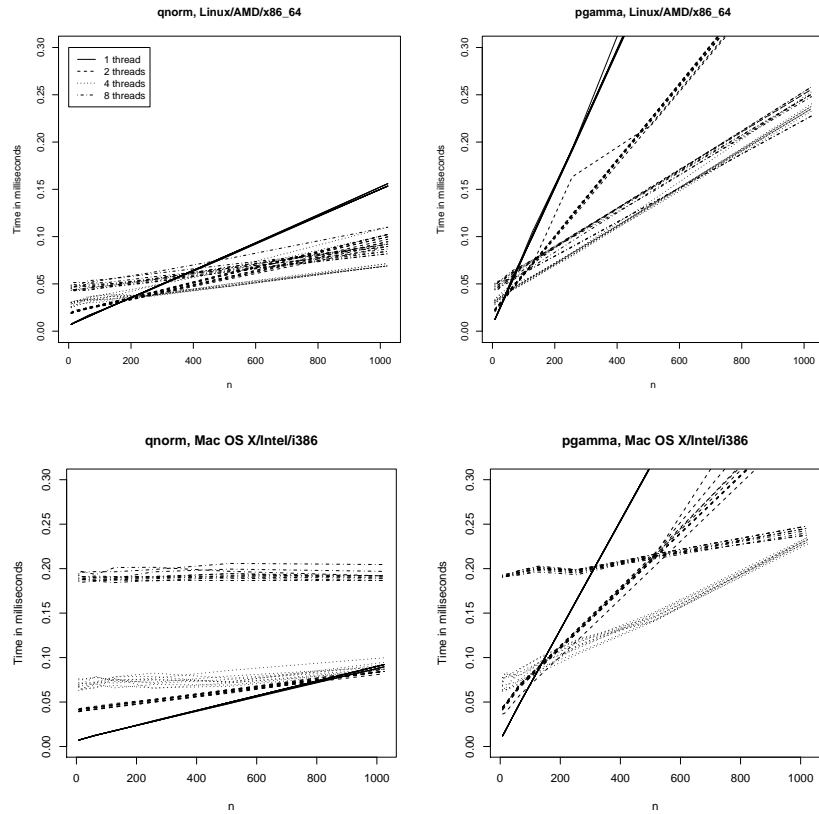 qnorm, Linux/AMD/x86_64
Time in milliseconds
0.00 0.05 0.10 0.15 0.20 0.25 0.30
1 thread
2 threads
4 threads
8 threads
0 200 400 600 800 1000
n
pgamma, Linux/AMD/x86_64
Time in milliseconds
0.00 0.05 0.10 0.15 0.20 0.25 0.30
0 200 400 600 800 1000
n
qnorm, Mac OS X/Intel/i386
Time in milliseconds
0.00 0.05 0.10 0.15 0.20 0.25 0.30
0 200 400 600 800 1000
n
pgamma, Mac OS X/Intel/i386
Time in milliseconds
0.00 0.05 0.10 0.15 0.20 0.25 0.30
0 200 400 600 800 1000
n